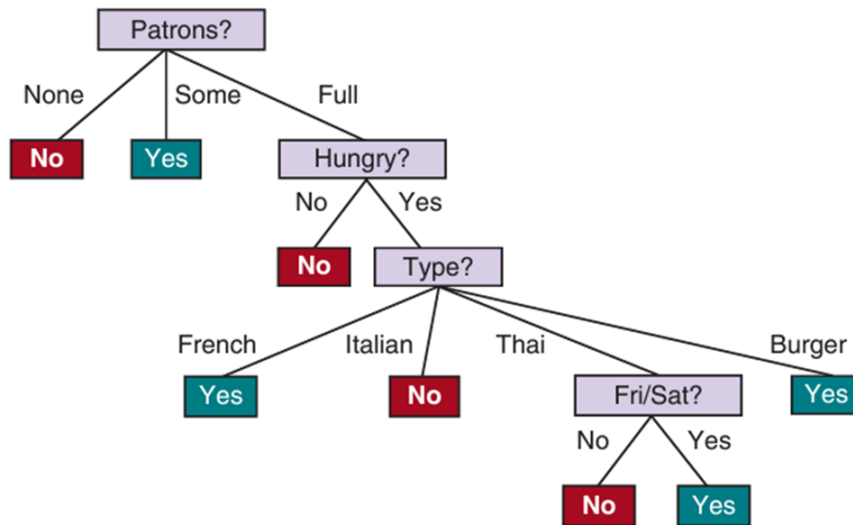 Patrons?
None Some Full
No Yes Hungry?
No Yes
No Type?
French Italian Thai Burger
Yes No Fri/Sat? Yes
No Yes
No Yes